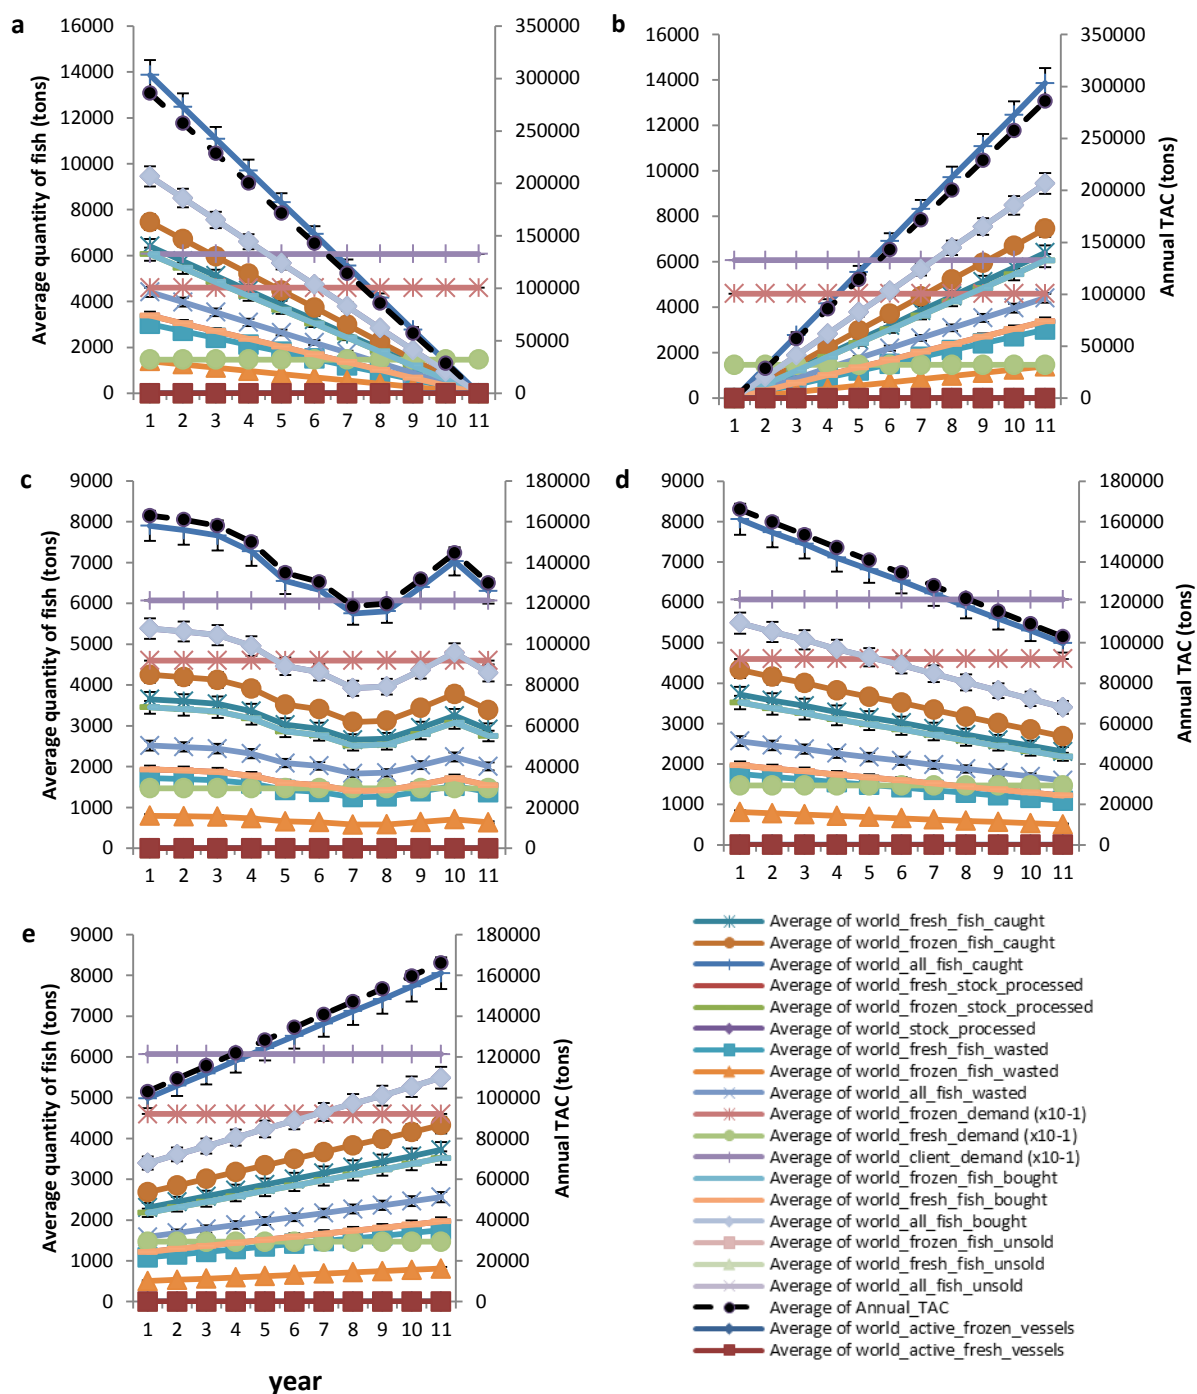 a
Average quantity of fish (tons)
16000
14000
12000
10000
8000
6000
4000
2000
0
350000
300000
250000
200000
150000
100000
50000
0
1 2 3 4 5 6 7 8 9 10 11
b
16000
14000
12000
10000
8000
6000
4000
2000
0
350000
300000
250000
200000
150000
100000
50000
0
Annual TAC (tons)
1 2 3 4 5 6 7 8 9 10 11
c
Average quantity of fish (tons)
9000
8000
7000
6000
5000
4000
3000
2000
1000
0
180000
160000
140000
120000
100000
80000
60000
40000
20000
0
1 2 3 4 5 6 7 8 9 10 11
d
9000
8000
7000
6000
5000
4000
3000
2000
1000
0
180000
160000
140000
120000
100000
80000
60000
40000
20000
0
Annual TAC (tons)
1 2 3 4 5 6 7 8 9 10 11
e
Average quantity of fish (tons)
9000
8000
7000
6000
5000
4000
3000
2000
1000
0
180000
160000
140000
120000
100000
80000
60000
40000
20000
0
Annual TAC (tons)
1 2 3 4 5 6 7 8 9 10 11
year
Average of world_fresh_fish_caught
Average of world_frozen_fish_caught
Average of world_all_fish_caught
Average of world_fresh_stock_processed
Average of world_frozen_stock_processed
Average of world_stock_processed
Average of world_fresh_fish_wasted
Average of world_frozen_fish_wasted
Average of world_all_fish_wasted
Average of world_frozen_demand (x10-1)
Average of world_fresh_demand (x10-1)
Average of world_client_demand (x10-1)
Average of world_frozen_fish_bought
Average of world_fresh_fish_bought
Average of world_all_fish_bought
Average of world_frozen_fish_unsold
Average of world_fresh_fish_unsold
Average of world_all_fish_unsold
Average of Annual_TAC
Average of world_active_frozen_vessels
Average of world_active_fresh_vessels